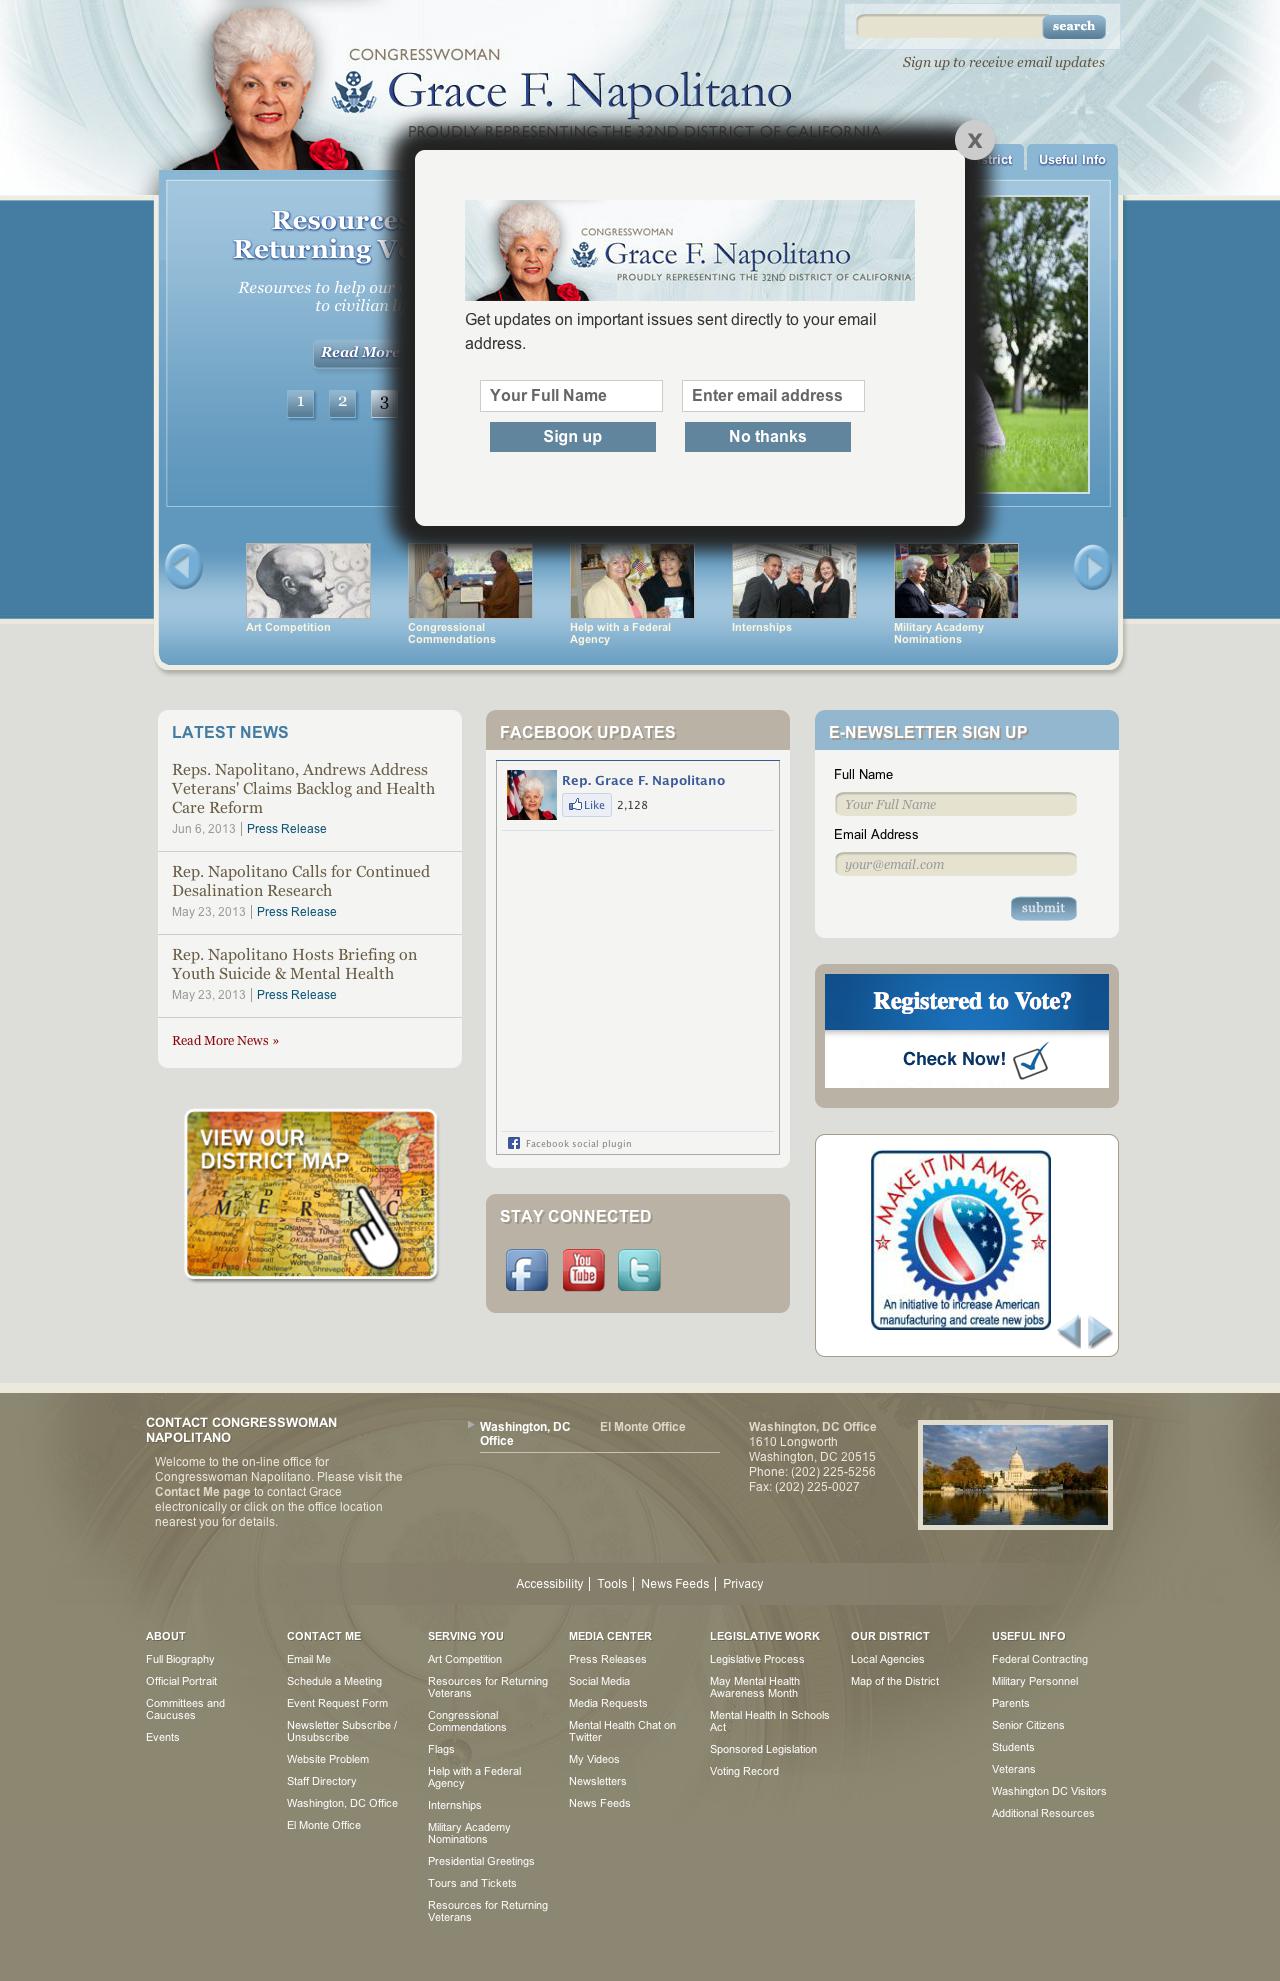 CONGRESSWOMAN
Grace F. Napolitano
PROUDLY REPRESENTING THE 32ND DISTRICT OF CALIFORNIA
search
Sign up to receive email updates
Useful Info
X
Resources
Returning
Resources to help our
to civilian
Read More
1 2 3
CONGRESSWOMAN
Grace F. Napolitano
PROUDLY REPRESENTING THE 32ND DISTRICT OF CALIFORNIA
Get updates on important issues sent directly to your email
address.
Your Full Name
Enter email address
Sign up
No thanks
Art Competition
Congressional
Commendations
Help with a Federal
Agency
Internships
Military Academy
Nominations
LATEST NEWS
Reps. Napolitano, Andrews Address
Veterans' Claims Backlog and Health
Care Reform
Jun 6, 2013 | Press Release
Rep. Napolitano Calls for Continued
Desalination Research
May 23, 2013 | Press Release
Rep. Napolitano Hosts Briefing on
Youth Suicide & Mental Health
May 23, 2013 | Press Release
Read More News »
VIEW OUR
DISTRICT MAP
FACEBOOK UPDATES
Rep. Grace F. Napolitano
Like 2,128
Facebook social plugin
STAY CONNECTED
You
Tube
E-NEWSLETTER SIGN UP
Full Name
Your Full Name
Email Address
your@email.com
submit
Registered to Vote?
Check Now!
MAKE IT IN AMERICA
An initiative to increase American
manufacturing and create new jobs
CONTACT CONGRESSWOMAN
NAPOLITANO
Welcome to the on-line office for
Congresswoman Napolitano. Please visit the
Contact Me page to contact Grace
electronically or click on the office location
nearest you for details.
Washington, DC
Office
El Monte Office
Washington, DC Office
1610 Longworth
Washington, DC 20515
Phone: (202) 225-5256
Fax: (202) 225-0027
Accessibility | Tools | News Feeds | Privacy
ABOUT
Full Biography
Official Portrait
Committees and
Caucuses
Events
CONTACT ME
Email Me
Schedule a Meeting
Event Request Form
Newsletter Subscribe /
Unsubscribe
Website Problem
Staff Directory
Washington, DC Office
El Monte Office
SERVING YOU
Art Competition
Resources for Returning
Veterans
Congressional
Commendations
Flags
Help with a Federal
Agency
Internships
Military Academy
Nominations
Presidential Greetings
Tours and Tickets
Resources for Returning
Veterans
MEDIA CENTER
Press Releases
Social Media
Media Requests
Mental Health Chat on
Twitter
My Videos
Newsletters
News Feeds
LEGISLATIVE WORK
Legislative Process
May Mental Health
Awareness Month
Mental Health In Schools
Act
Sponsored Legislation
Voting Record
OUR DISTRICT
Local Agencies
Map of the District
USEFUL INFO
Federal Contracting
Military Personnel
Parents
Senior Citizens
Students
Veterans
Washington DC Visitors
Additional Resources